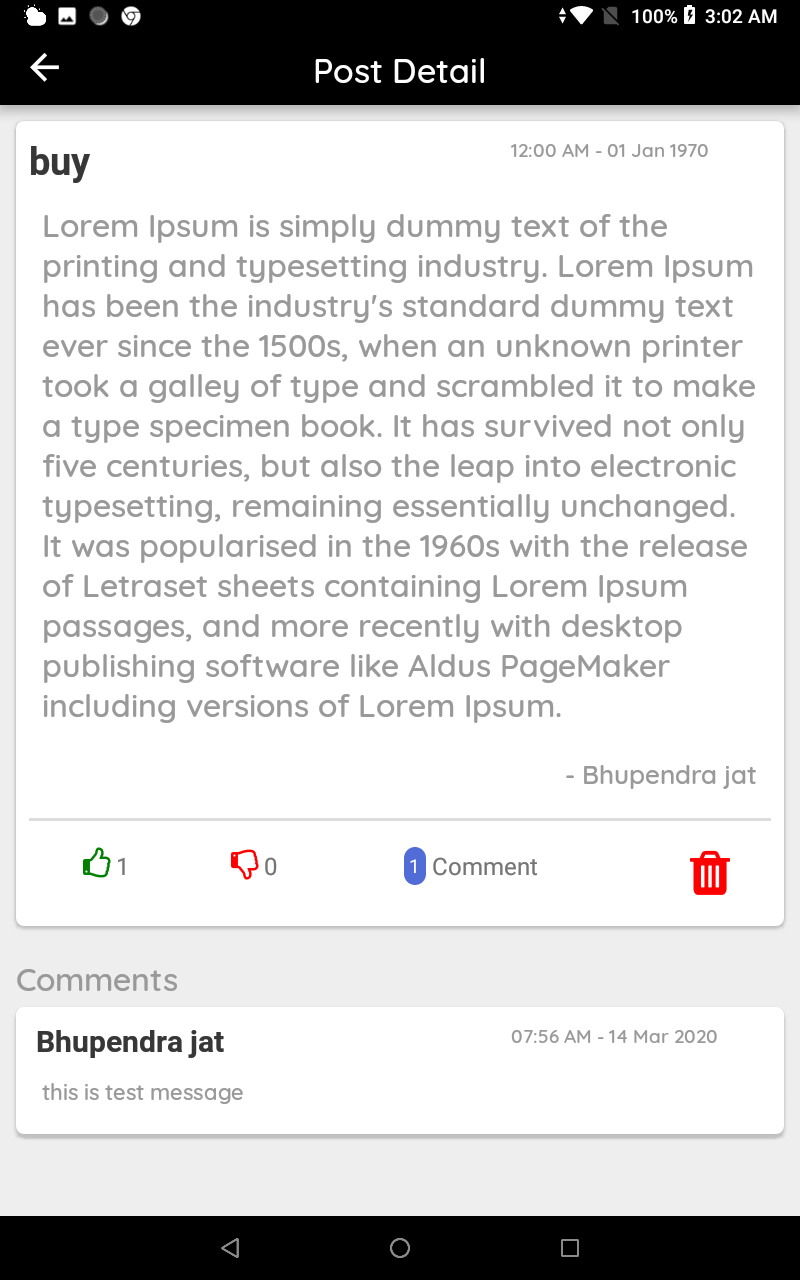 100% 3:02 AM
Post Detail
buy
12:00 AM - 01 Jan 1970
Lorem Ipsum is simply dummy text of the
printing and typesetting industry. Lorem Ipsum
has been the industry's standard dummy text
ever since the 1500s, when an unknown printer
took a galley of type and scrambled it to make
a type specimen book. It has survived not only
five centuries, but also the leap into electronic
typesetting, remaining essentially unchanged.
It was popularised in the 1960s with the release
of Letraset sheets containing Lorem Ipsum
passages, and more recently with desktop
publishing software like Aldus PageMaker
including versions of Lorem Ipsum.
- Bhupendra jat
1 0 1 Comment
Comments
Bhupendra jat
07:56 AM - 14 Mar 2020
this is test message